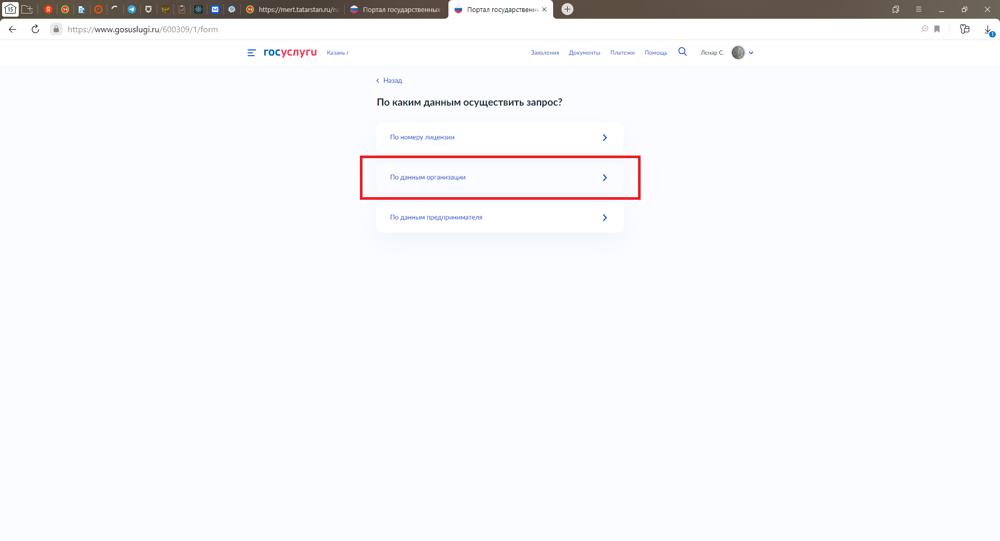 15
https://mert.tatarstan.ru/ru
Портал государственных
Портал государственн
https://www.gosuslugi.ru/600309/1/form
1
госуслуги
Казань г
Заявления
Документы
Платежи
Помощь
Ленар С.
Назад
По каким данным осуществить запрос?
По номеру лицензии
По данным организации
По данным предпринимателя